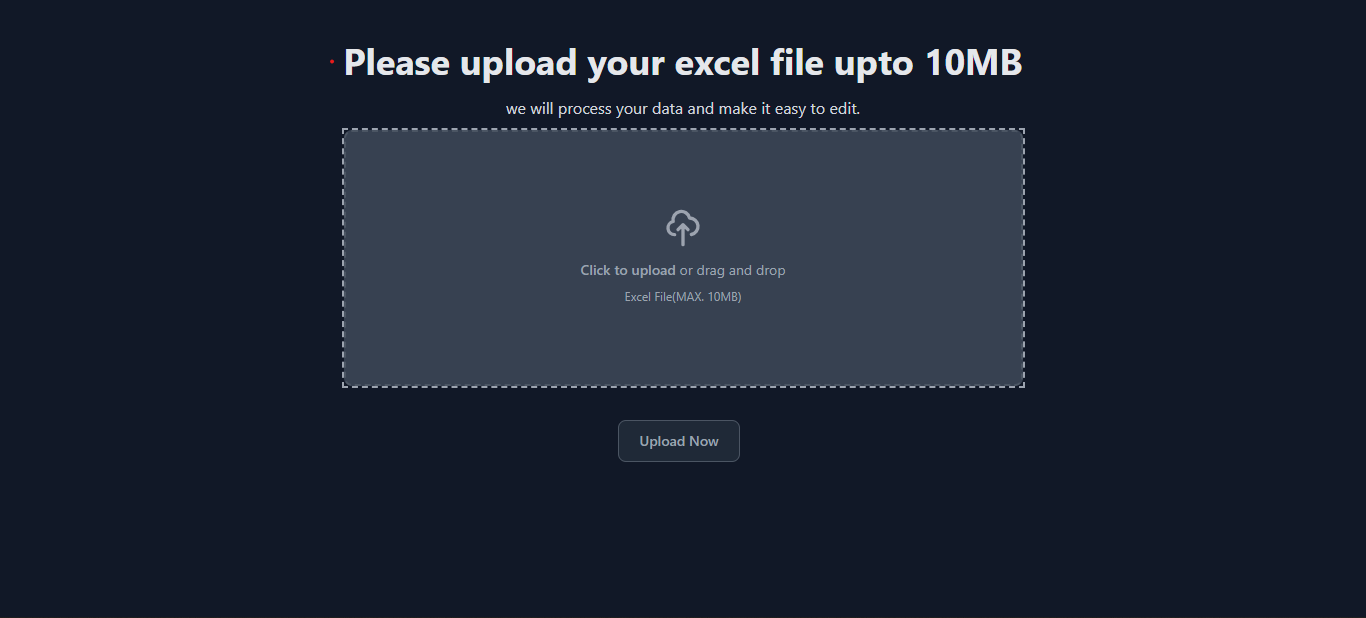 Please upload your excel file upto 10MB
we will process your data and make it easy to edit.
Click to upload or drag and drop
Excel File(MAX. 10MB)
Upload Now